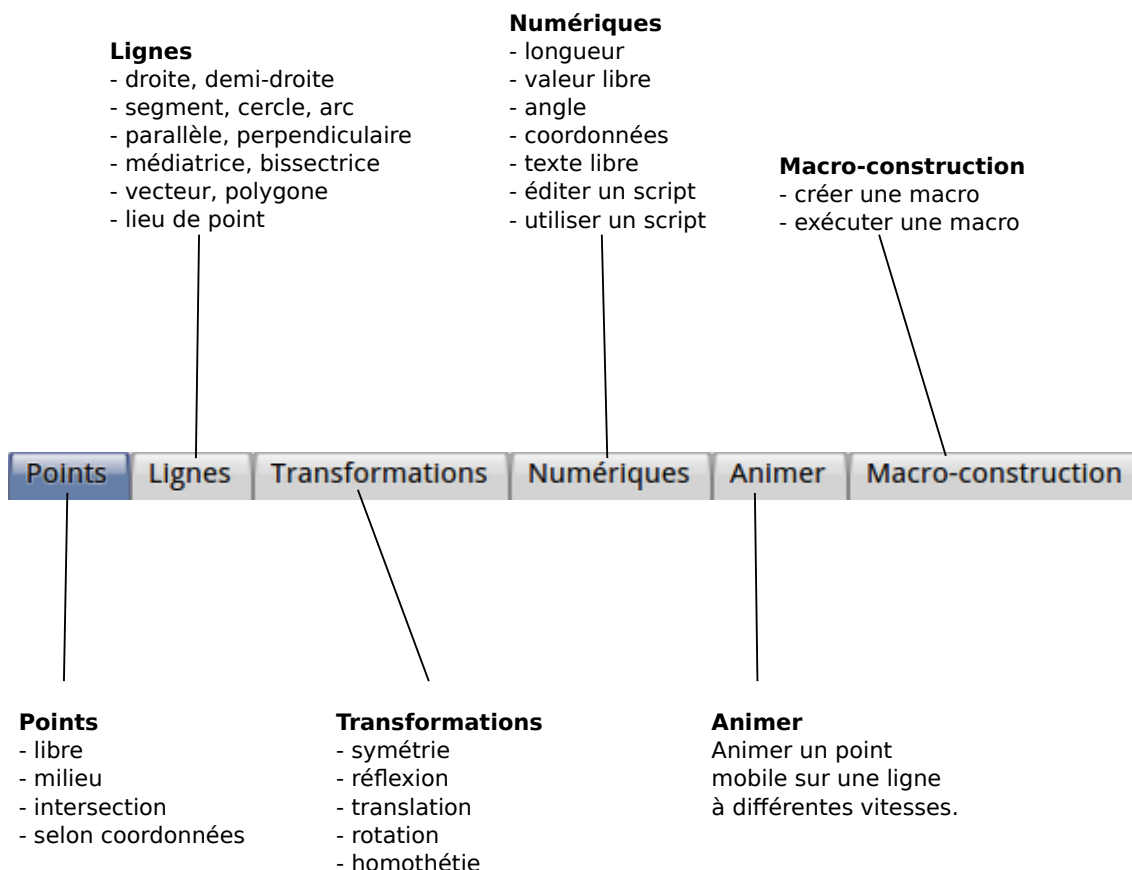 Numériques
- longueur
- valeur libre
- angle
- coordonnées
- texte libre
- éditer un script
- utiliser un script
Lignes
- droite, demi-droite
- segment, cercle, arc
- parallèle, perpendiculaire
- médiatrice, bissectrice
- vecteur, polygone
- lieu de point
Macro-construction
- créer une macro
- exécuter une macro
Points Lignes Transformations Numériques Animer Macro-construction
Points
- libre
- milieu
- intersection
- selon coordonnées
Transformations
- symétrie
- réflexion
- translation
- rotation
- homothétie
Animer
Animer un point
mobile sur une ligne
à différentes vitesses.